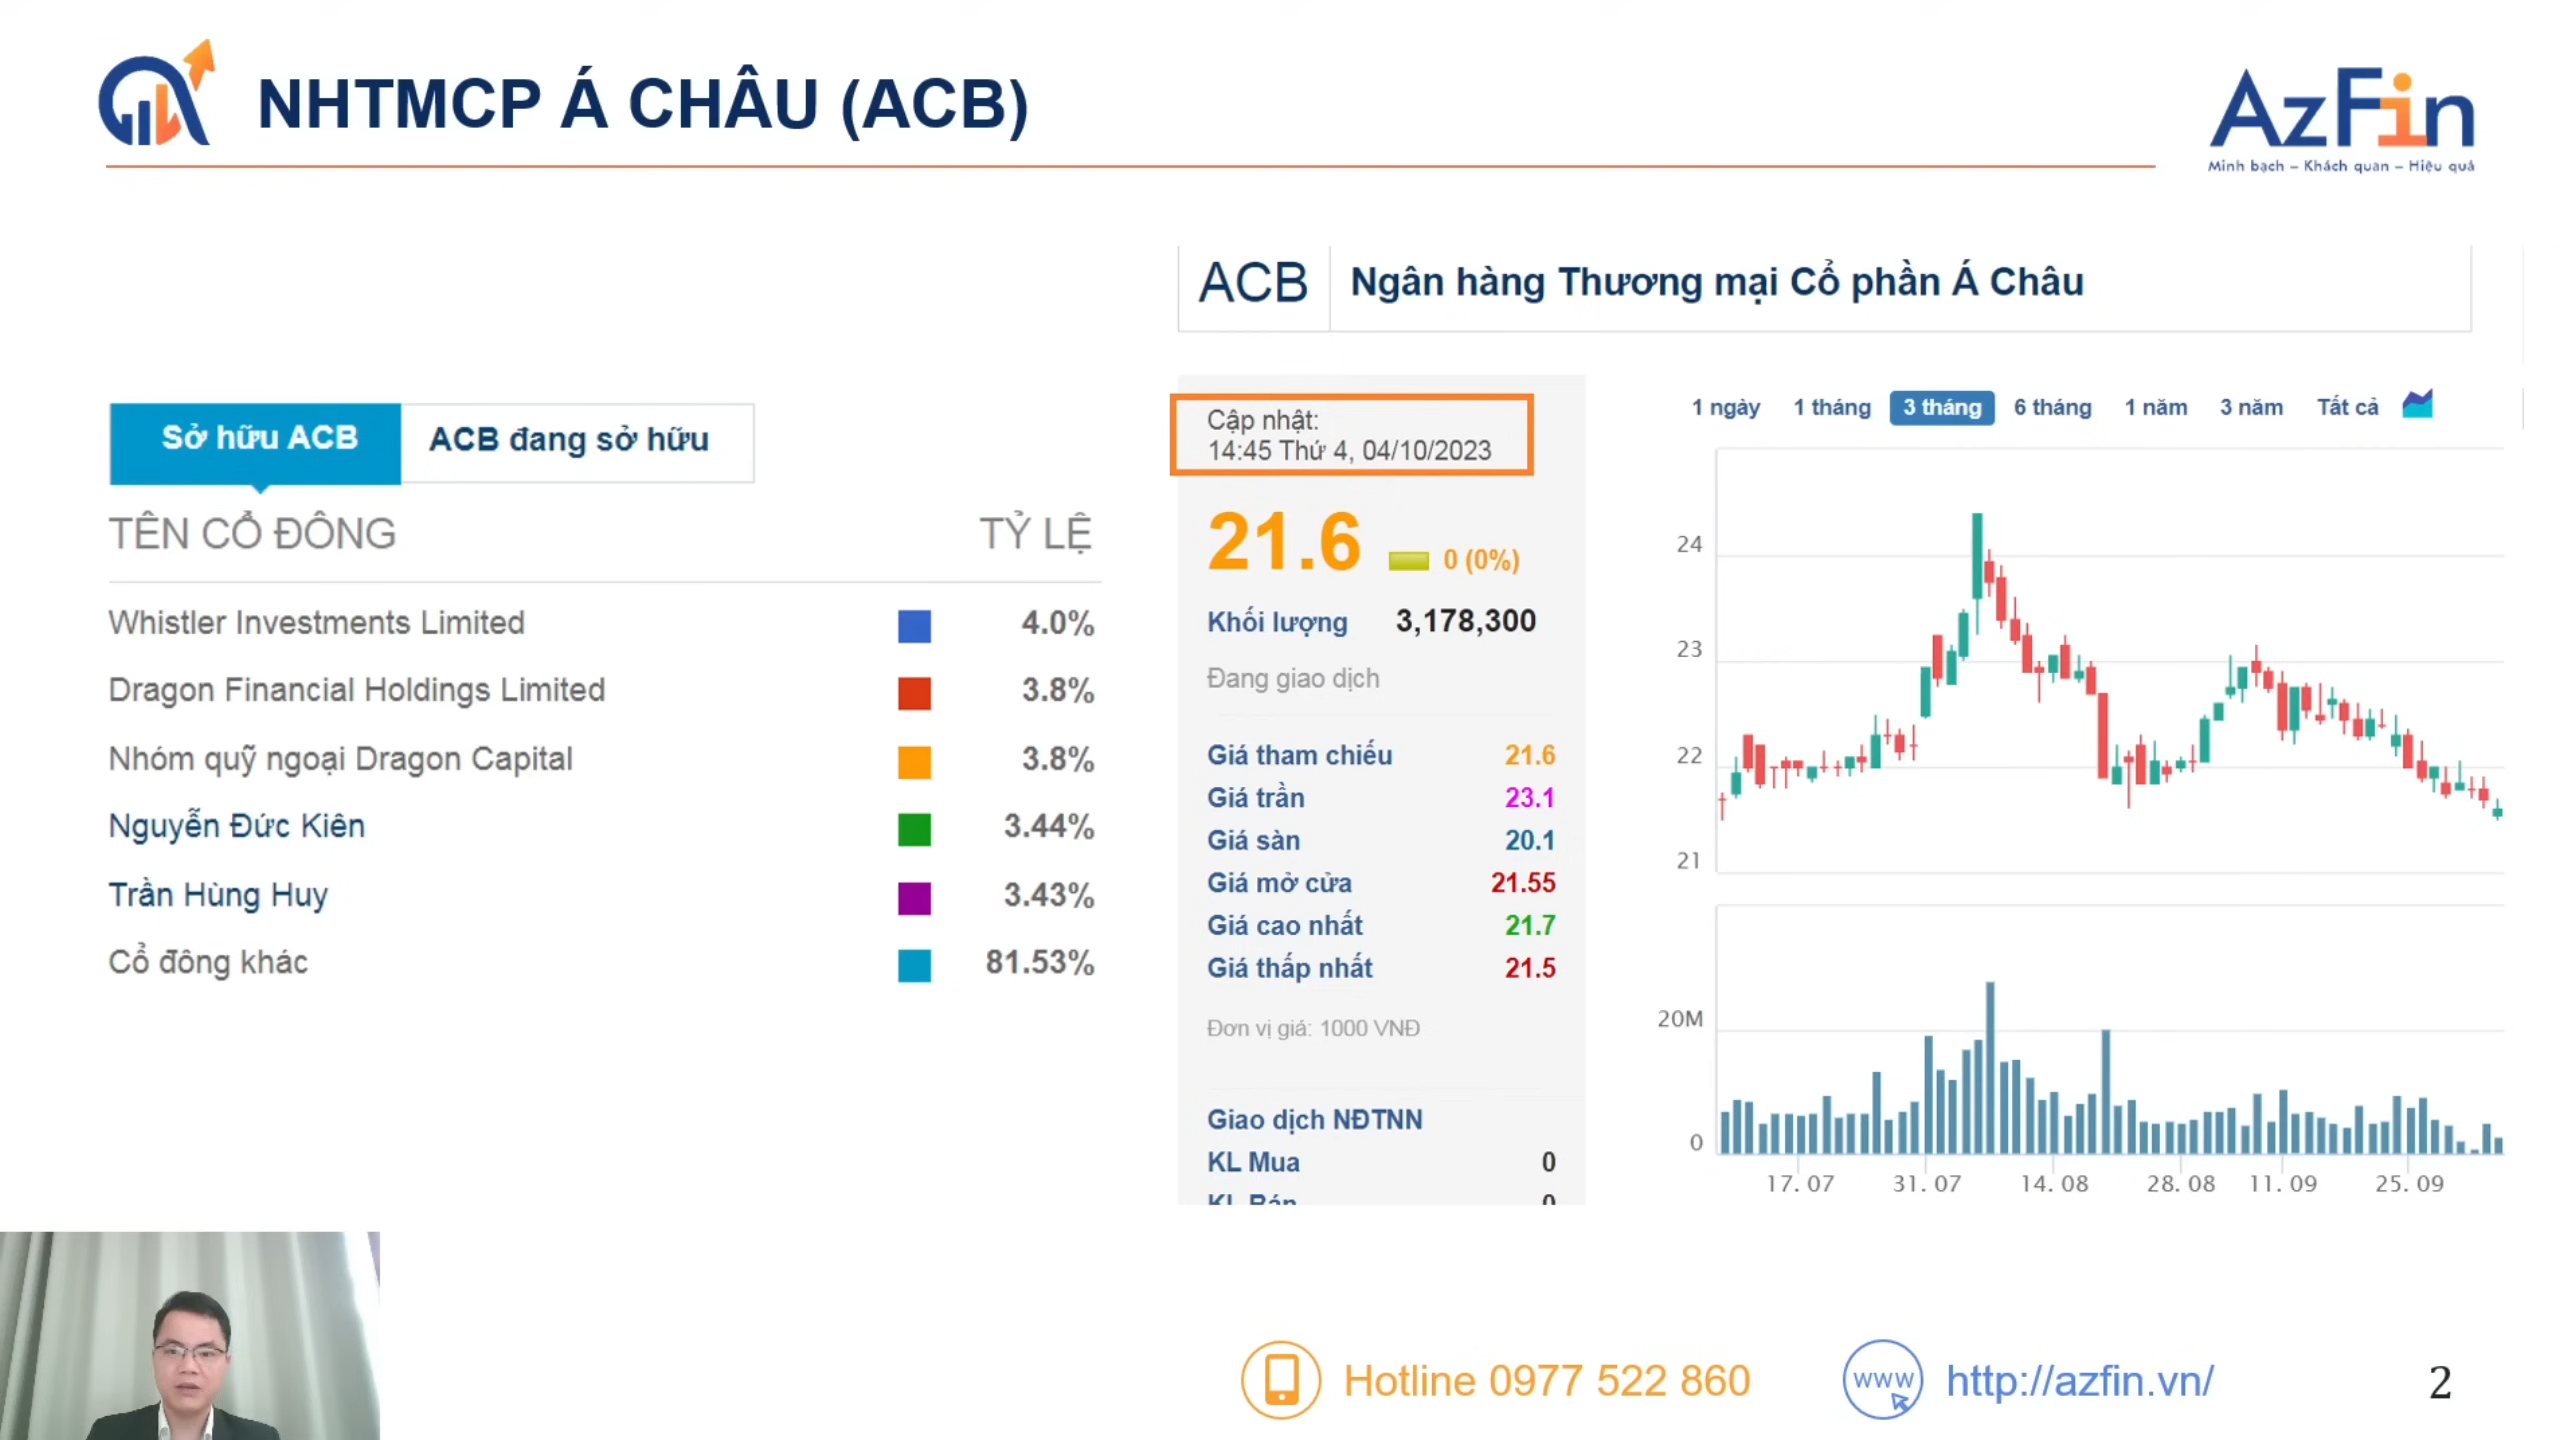 NHTMCP Á CHÂU (ACB)
AzFin
Minh bạch – Khách quan – Hiệu quả
ACB
Ngân hàng Thương mại Cổ phần Á Châu
Sở hữu ACB
ACB đang sở hữu
TÊN CỔ ĐÔNG TỶ LỆ
Whistler Investments Limited 4.0%
Dragon Financial Holdings Limited 3.8%
Nhóm quỹ ngoại Dragon Capital 3.8%
Nguyễn Đức Kiên 3.44%
Trần Hùng Huy 3.43%
Cổ đông khác 81.53%
Cập nhật:
14:45 Thứ 4, 04/10/2023
21.6 0 (0%)
Khối lượng 3,178,300
Đang giao dịch
Giá tham chiếu 21.6
Giá trần 23.1
Giá sàn 20.1
Giá mở cửa 21.55
Giá cao nhất 21.7
Giá thấp nhất 21.5
Đơn vị giá: 1000 VNĐ
Giao dịch NĐTNN
KL Mua 0
KL Bán 0
1 ngày 1 tháng 3 tháng 6 tháng 1 năm 3 năm Tất cả
24
23
22
21
20M
0
17.07 31.07 14.08 28.08 11.09 25.09
Hotline 0977 522 860
www
http://azfin.vn/
2